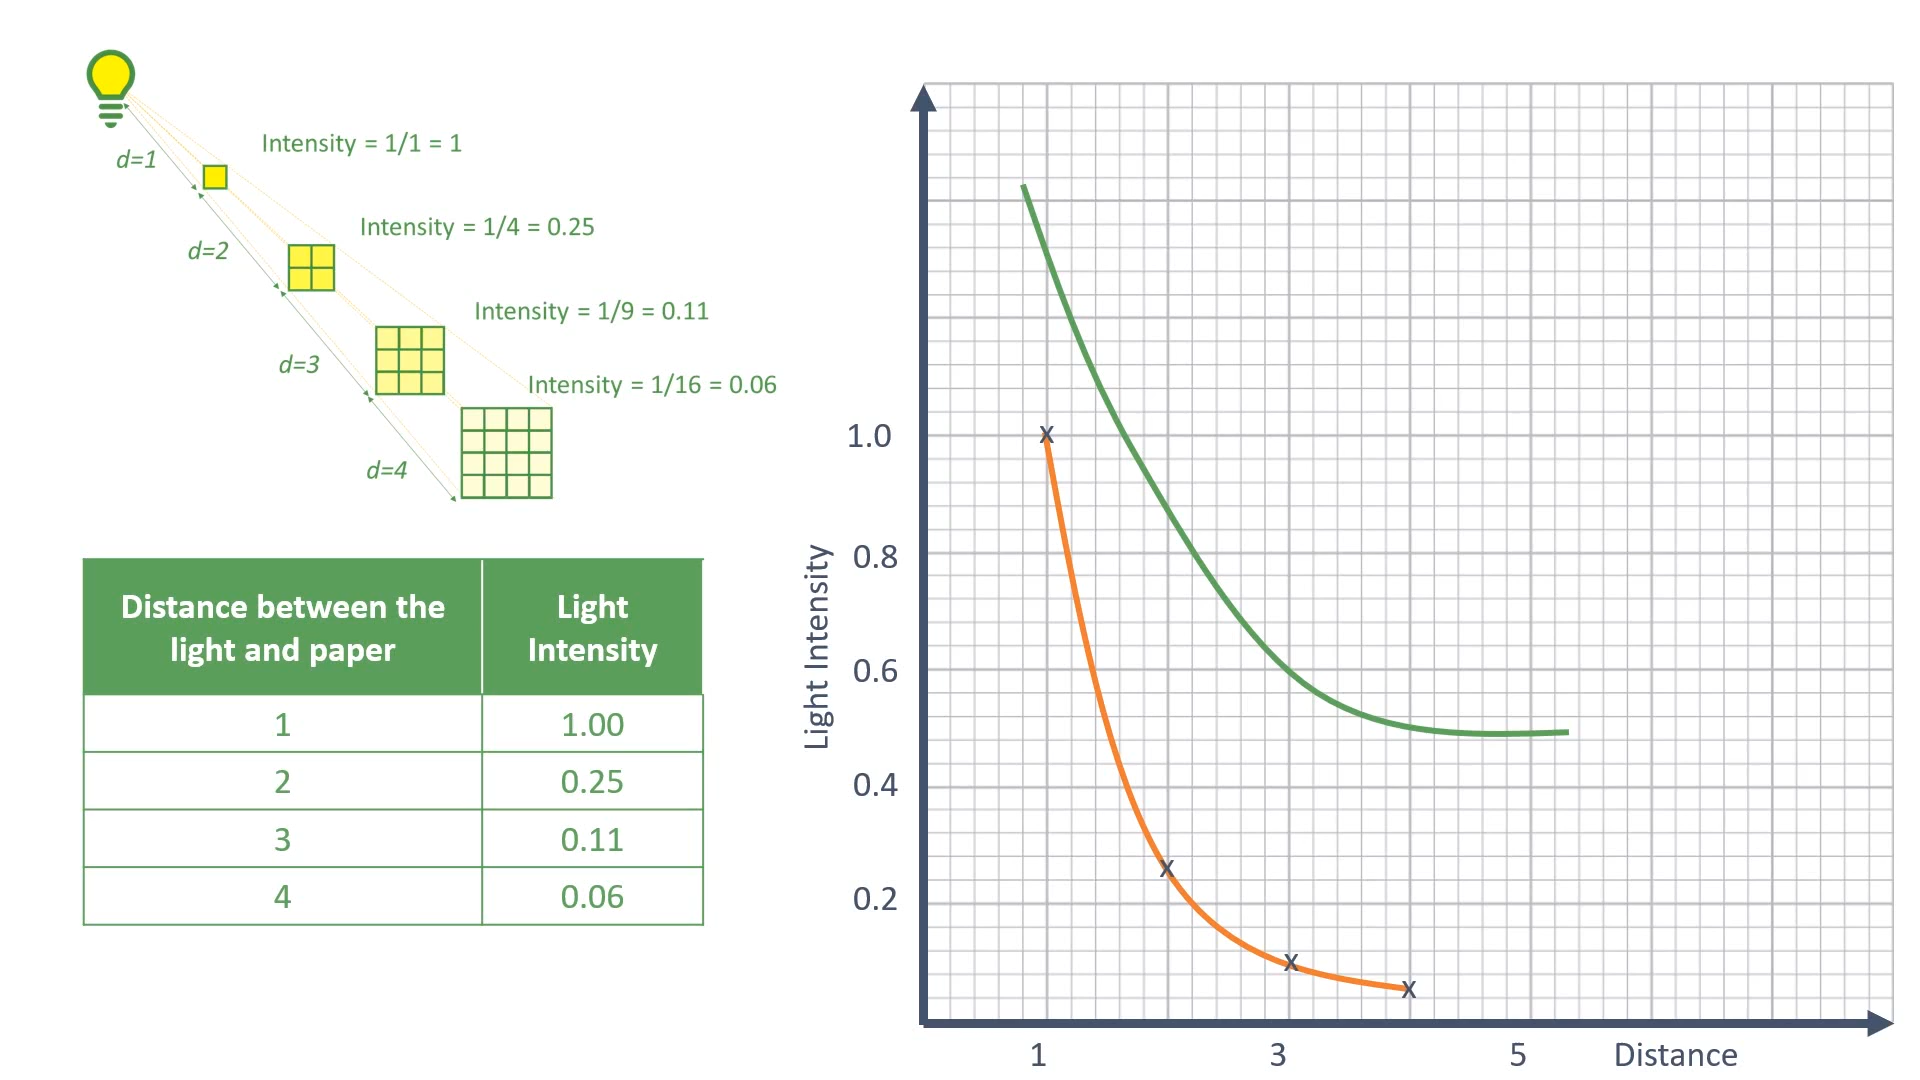 d=1
Intensity = 1/1 = 1
d=2
Intensity = 1/4 = 0.25
d=3
Intensity = 1/9 = 0.11
d=4
Intensity = 1/16 = 0.06
Distance between the
light and paper
Light
Intensity
1 1.00
2 0.25
3 0.11
4 0.06
Light Intensity
1.0
0.8
0.6
0.4
0.2
X
X
X
X
1 3 5 Distance